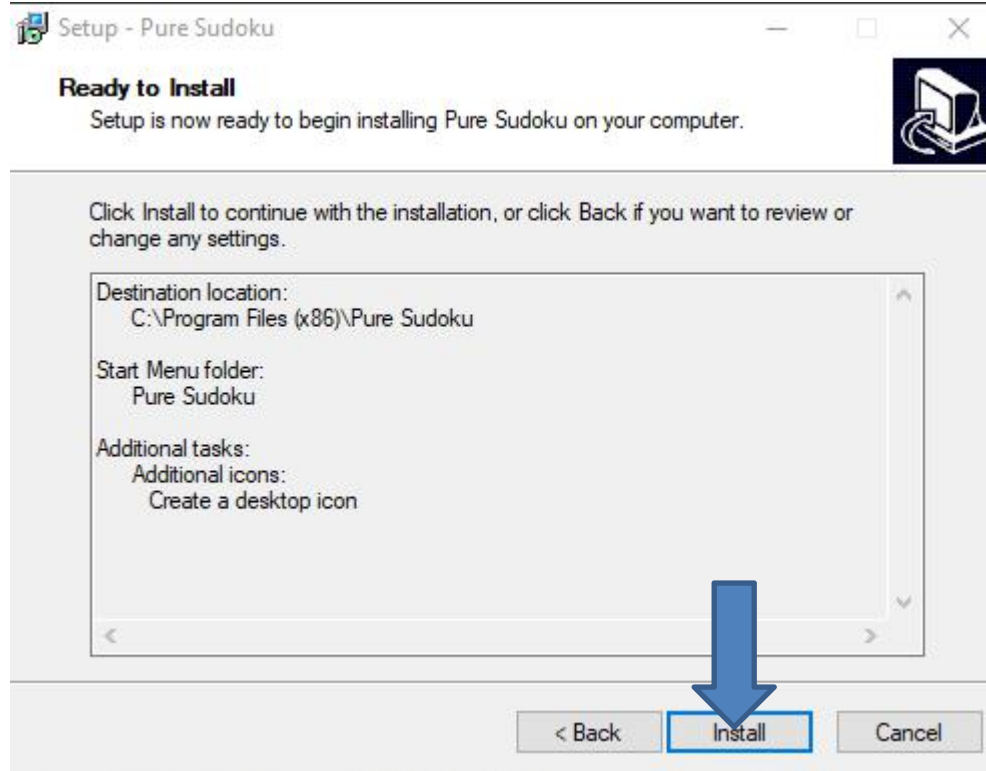 Setup - Pure Sudoku
Ready to Install
Setup is now ready to begin installing Pure Sudoku on your computer.
Click Install to continue with the installation, or click Back if you want to review or
change any settings.
Destination location:
C:\Program Files (x86)\Pure Sudoku
Start Menu folder:
Pure Sudoku
Additional tasks:
Additional icons:
Create a desktop icon
< Back Install Cancel